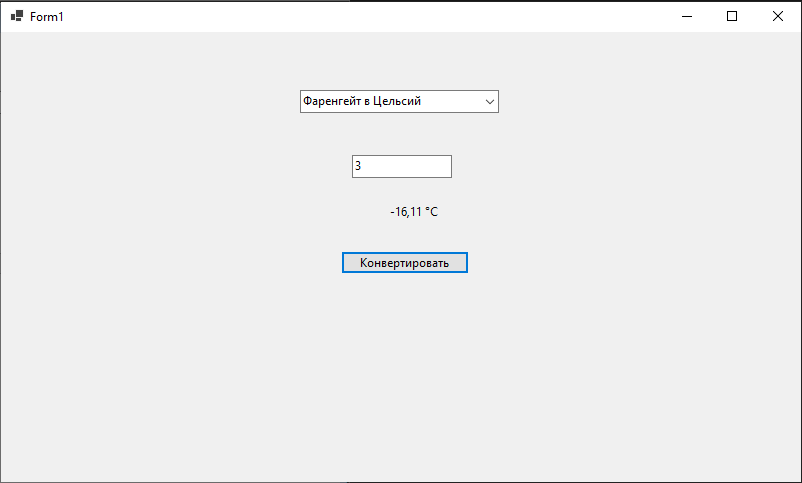 Form1
Фаренгейт в Цельсий
3
-16,11 °C
Конвертировать